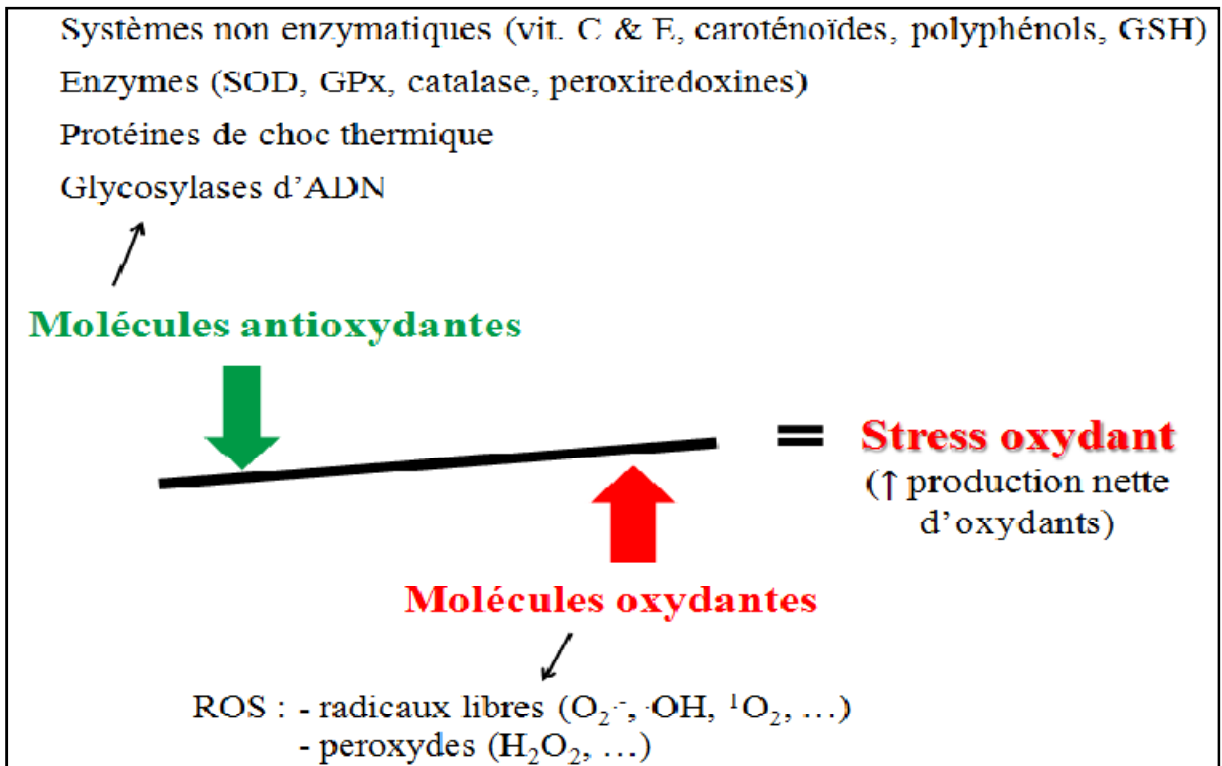 Systèmes non enzymatiques (vit. C & E, caroténoïdes, polyphénols, GSH)
Enzymes (SOD, GPx, catalase, peroxiredoxines)
Protéines de choc thermique
Glycosylases d’ADN
Molécules antioxydantes
= Stress oxydant
(↑ production nette
d’oxydants)
Molécules oxydantes
ROS : - radicaux libres (O₂·⁻, ·OH, ¹O₂, …)
- peroxydes (H₂O₂, …)